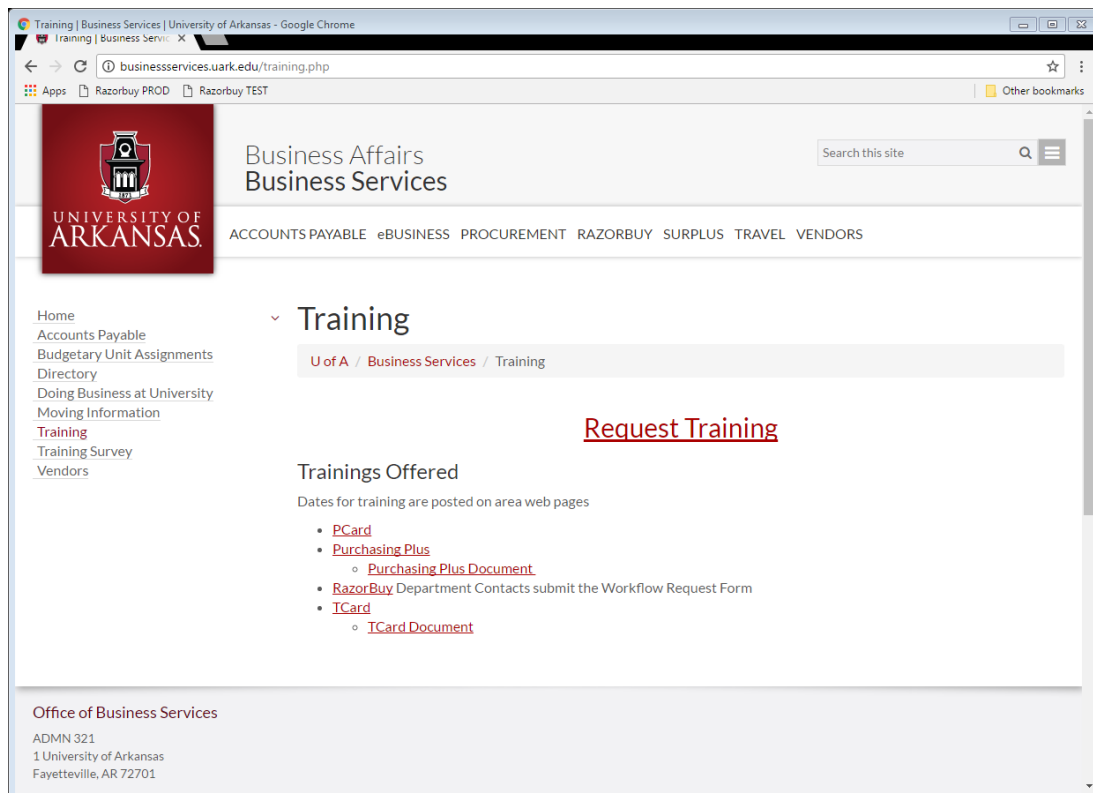 Training | Business Services | University of Arkansas - Google Chrome
Training | Business Servic
businessservices.uark.edu/training.php
Apps Razorbuy PROD Razorbuy TEST Other bookmarks
1871
UNIVERSITY OF
ARKANSAS.
Business Affairs
Business Services
Search this site
ACCOUNTS PAYABLE eBUSINESS PROCUREMENT RAZORBUY SURPLUS TRAVEL VENDORS
Home
Accounts Payable
Budgetary Unit Assignments
Directory
Doing Business at University
Moving Information
Training
Training Survey
Vendors
Training
U of A / Business Services / Training
Request Training
Trainings Offered
Dates for training are posted on area web pages
• PCard
• Purchasing Plus
◦ Purchasing Plus Document
• RazorBuy Department Contacts submit the Workflow Request Form
• TCard
◦ TCard Document
Office of Business Services
ADMN 321
1 University of Arkansas
Fayetteville, AR 72701